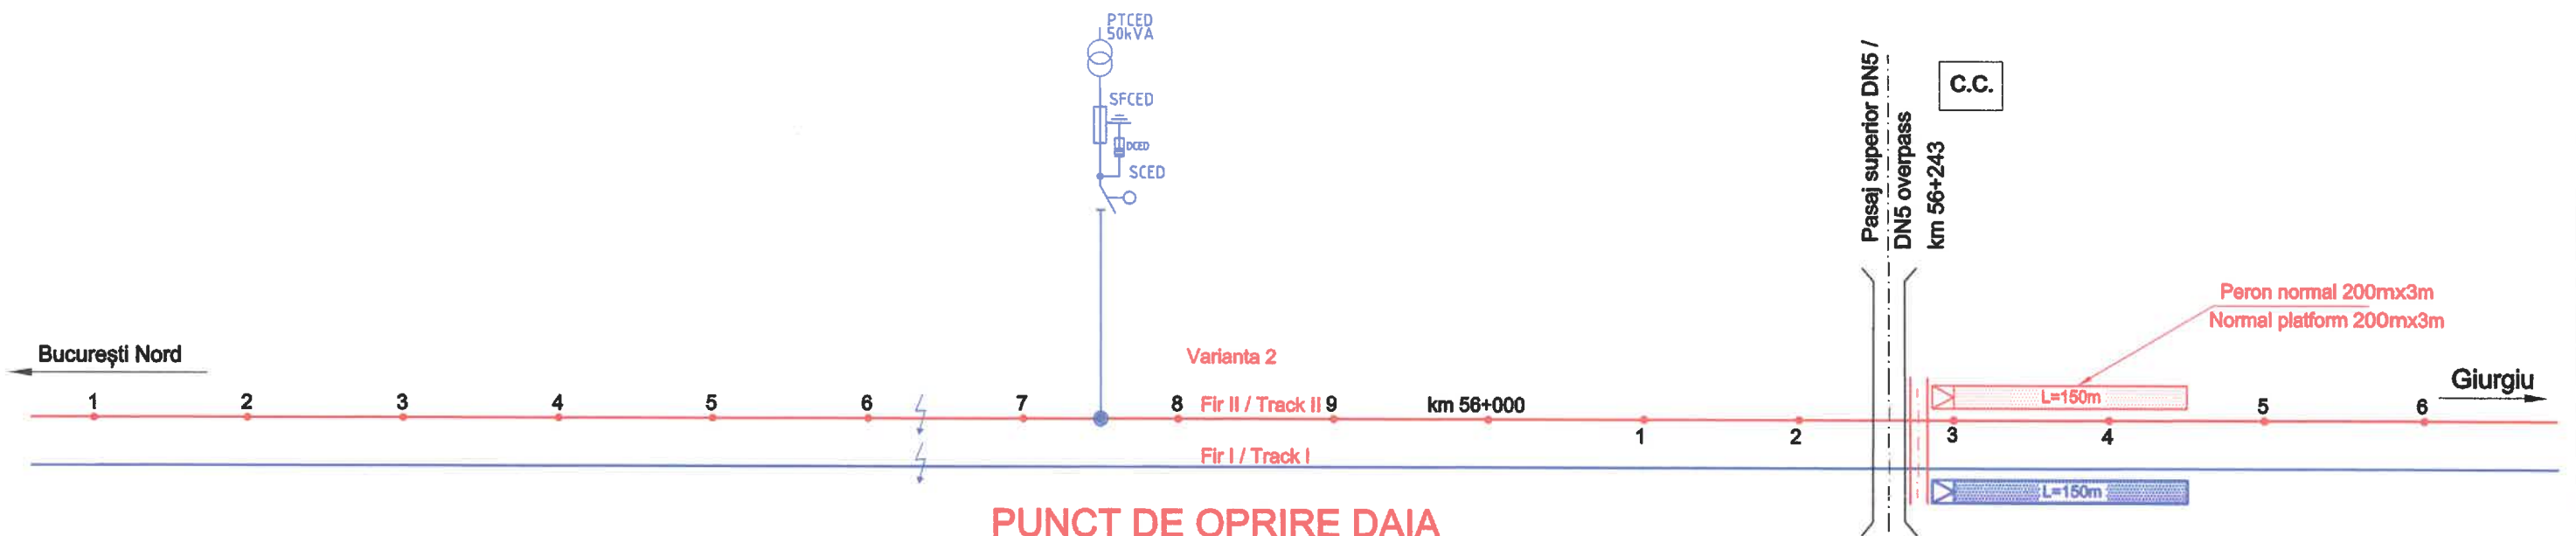 PTCED
50kVA
SFCED
DCED
SCED
Pasaj superior DN5 /
DN5 overpass
km 56+243
C.C.
Peron normal 200mx3m
Normal platform 200mx3m
București Nord
Varianta 2
Giurgiu
1 2 3 4 5 6 7 8 Fir II / Track II 9 km 56+000 1 2 3 4 5 6
L=150m
Fir I / Track I
L=150m
PUNCT DE OPRIRE DAIA